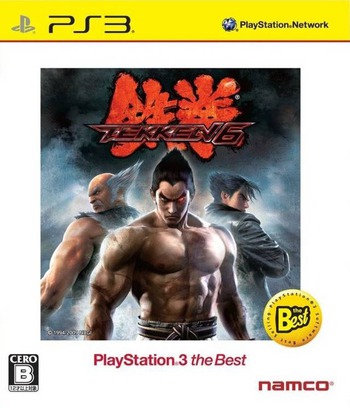 PS3
PlayStation®Network
鉄拳
TEKKEN 6
the
Best
PlayStation®3 the Best
CERO
B
namco®